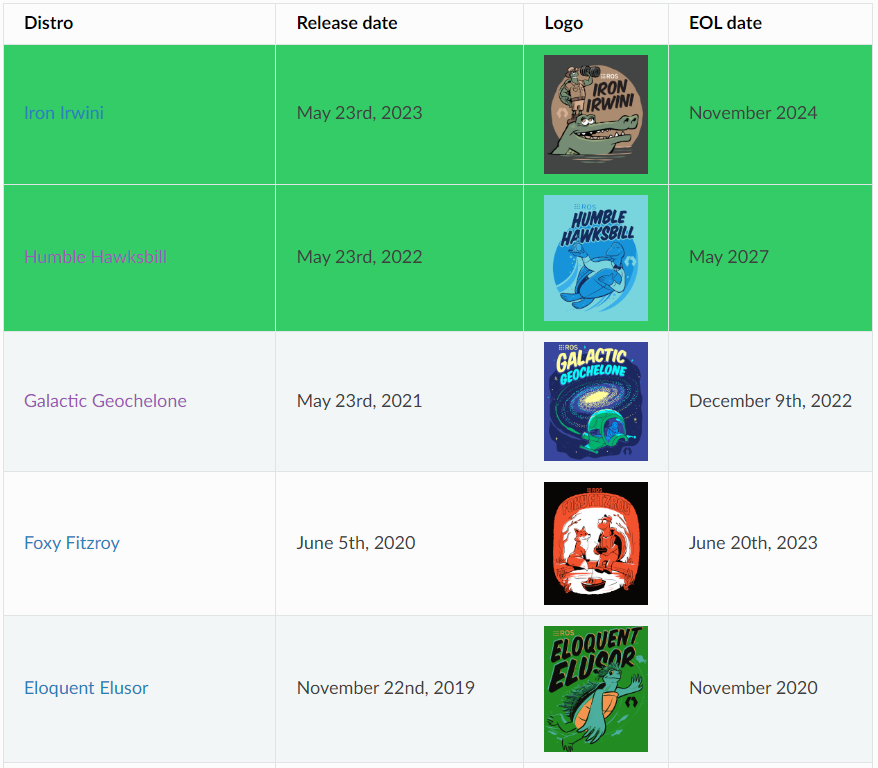 Distro Release date Logo EOL date
Iron Irwini May 23rd, 2023 November 2024
ROS
IRON
IRWINI
Humble Hawksbill May 23rd, 2022 May 2027
ROS
HUMBLE
HAWKSBILL
Galactic Geochelone May 23rd, 2021 December 9th, 2022
ROS
GALACTIC
GEOCHELONE
Foxy Fitzroy June 5th, 2020 June 20th, 2023
ROS
FOXY FITZROY
Eloquent Elusor November 22nd, 2019 November 2020
ROS
ELOQUENT
ELUSOR